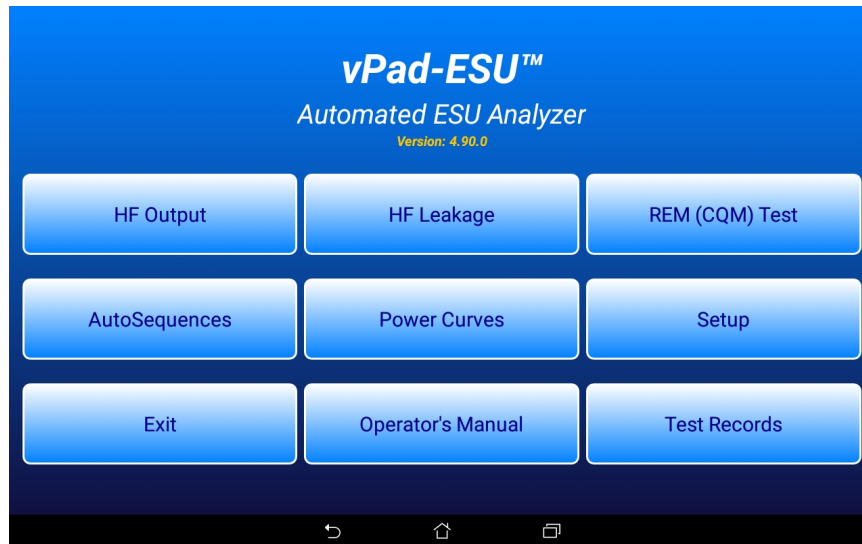 vPad-ESU™
Automated ESU Analyzer
Version: 4.90.0
HF Output
HF Leakage
REM (CQM) Test
AutoSequences
Power Curves
Setup
Exit
Operator's Manual
Test Records